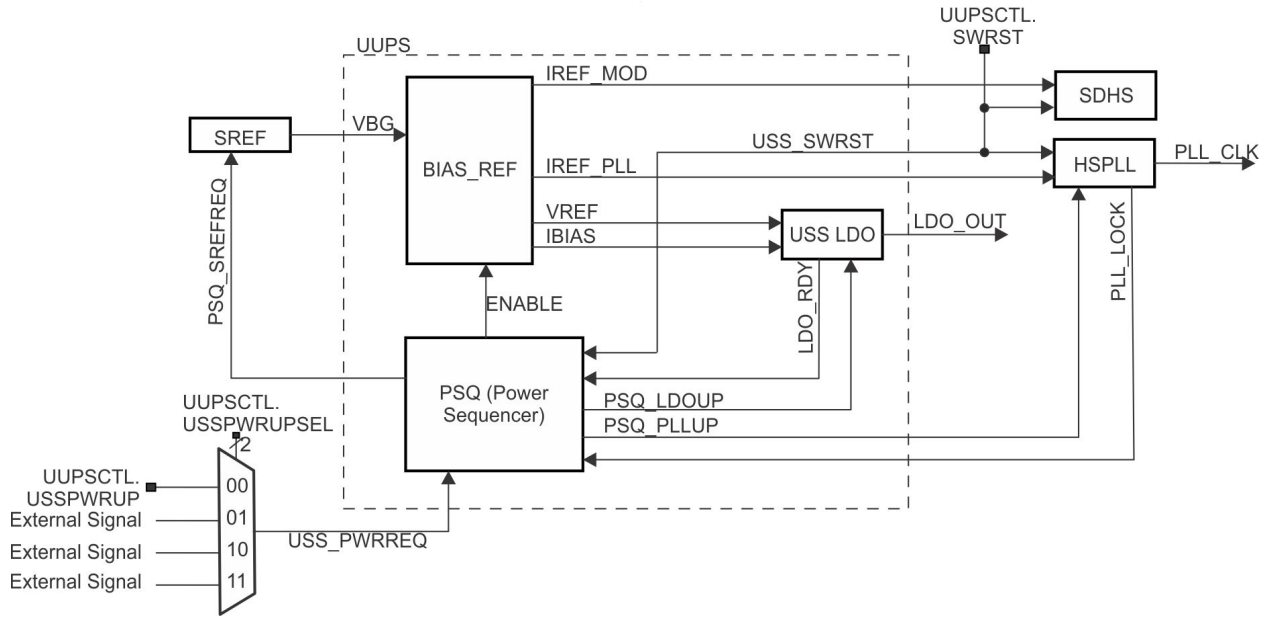 UUPSCTL.
SWRST
UUPS
IREF_MOD
SDHS
SREF
VBG
BIAS_REF
USS_SWRST
HSPLL
PLL_CLK
IREF_PLL
VREF
IBIAS
USS LDO
LDO_OUT
PSQ_SREFREQ
ENABLE
LDO_RDY
PLL_LOCK
PSQ (Power
Sequencer)
PSQ_LDOUP
PSQ_PLLUP
UUPSCTL.
USSPWRUPSEL
2
UUPSCTL.
USSPWRUP
00
External Signal
01
External Signal
10
External Signal
11
USS_PWRREQ